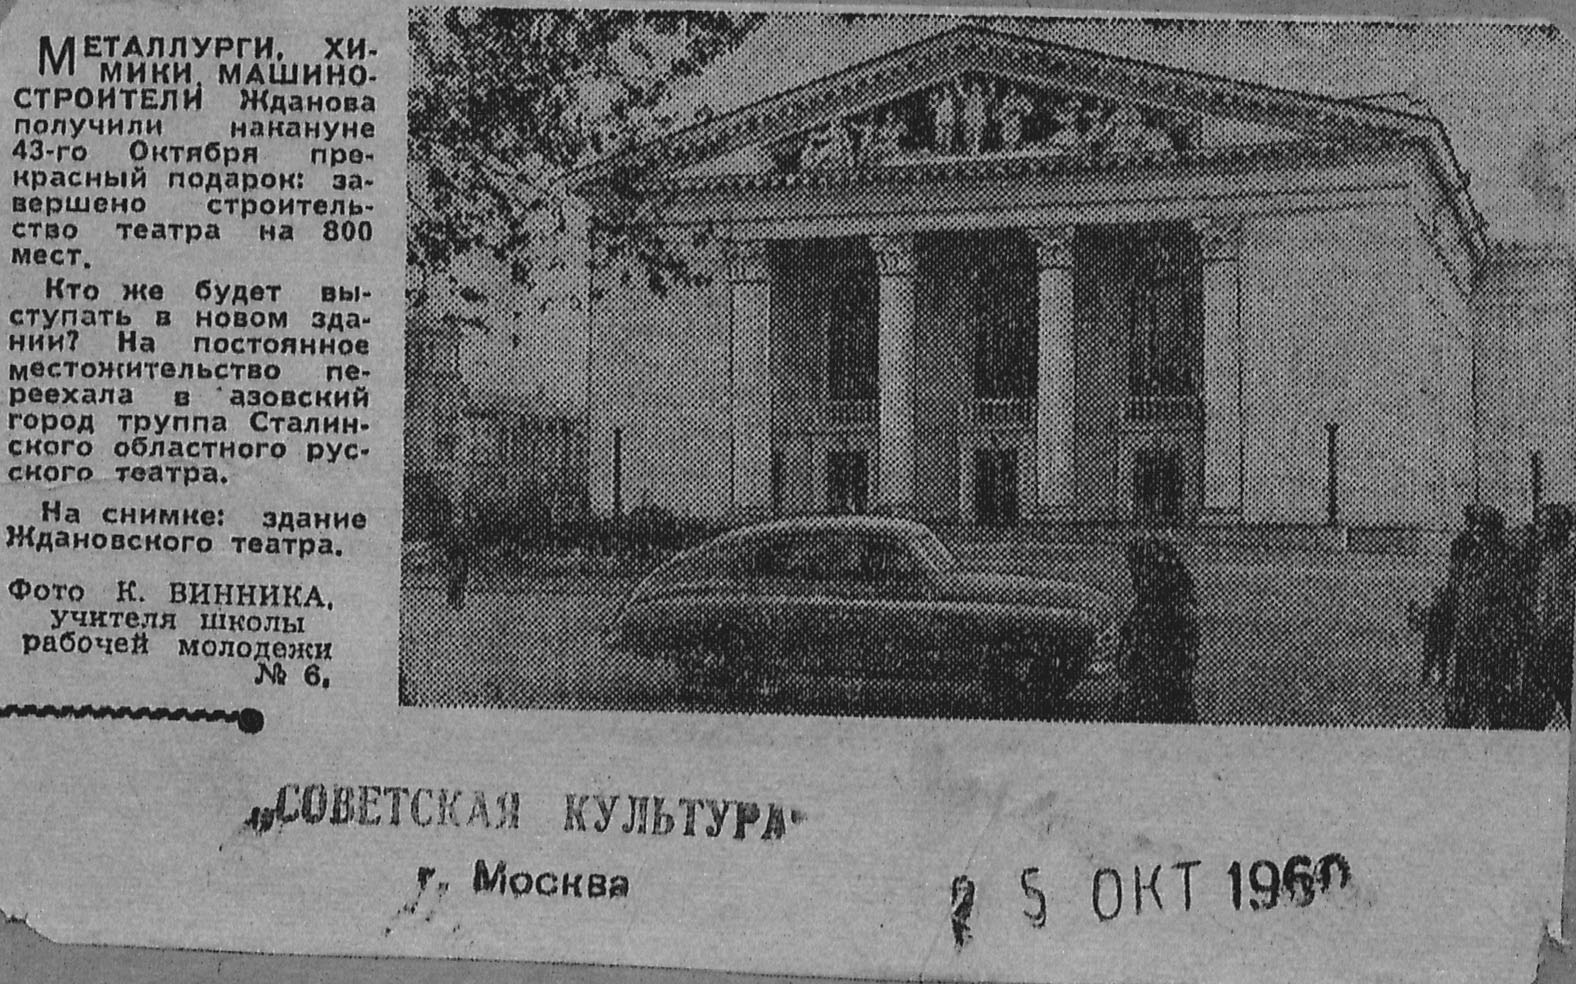 МЕТАЛЛУРГИ, ХИ-
МИКИ, МАШИНО-
СТРОИТЕЛИ Жданова
получили накануне
43-го Октября пре-
красный подарок: за-
вершено строитель-
ство театра на 800
мест.
Кто же будет вы-
ступать в новом зда-
нии? На постоянное
местожительство пе-
реехала в азовский
город труппа Сталин-
ского областного рус-
ского театра.
На снимке: здание
Ждановского театра.
Фото К. ВИННИКА,
учителя школы
рабочей молодежи
№ 6.
„СОВЕТСКАЯ КУЛЬТУРА"
г. Москва
25 ОКТ 1960